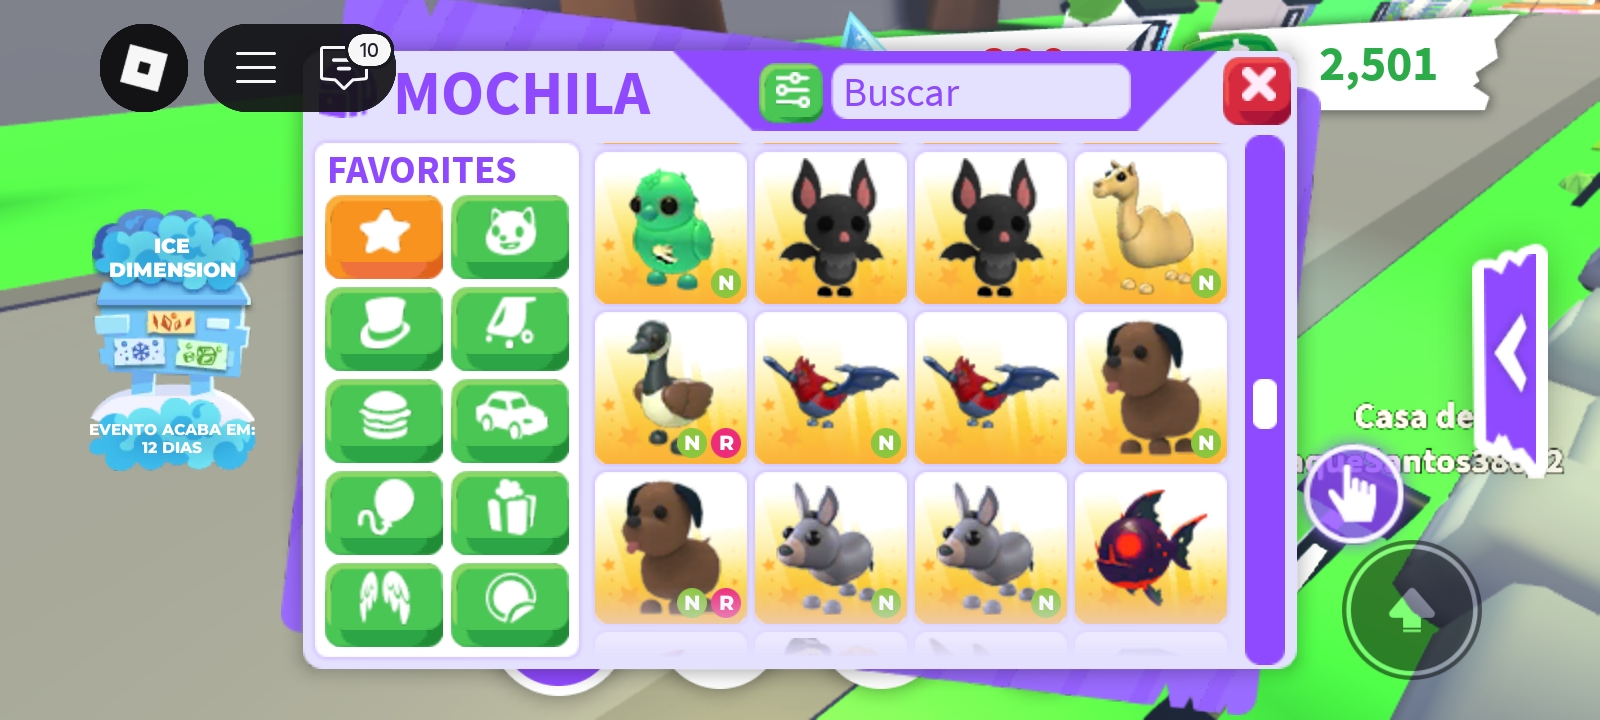 10
MOCHILA
Buscar
2,501
FAVORITES
N
N
N R
N
N
N R
N
N
ICE
DIMENSION
EVENTO ACABA EM:
12 DIAS
Casa de